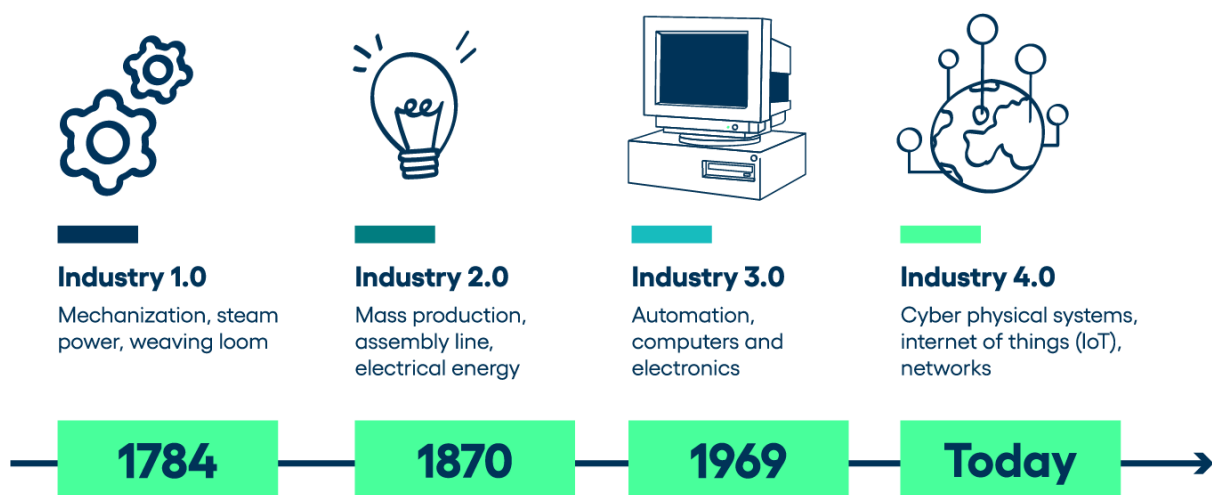 Industry 1.0
Mechanization, steam
power, weaving loom
1784
Industry 2.0
Mass production,
assembly line,
electrical energy
1870
Industry 3.0
Automation,
computers and
electronics
1969
Industry 4.0
Cyber physical systems,
internet of things (IoT),
networks
Today